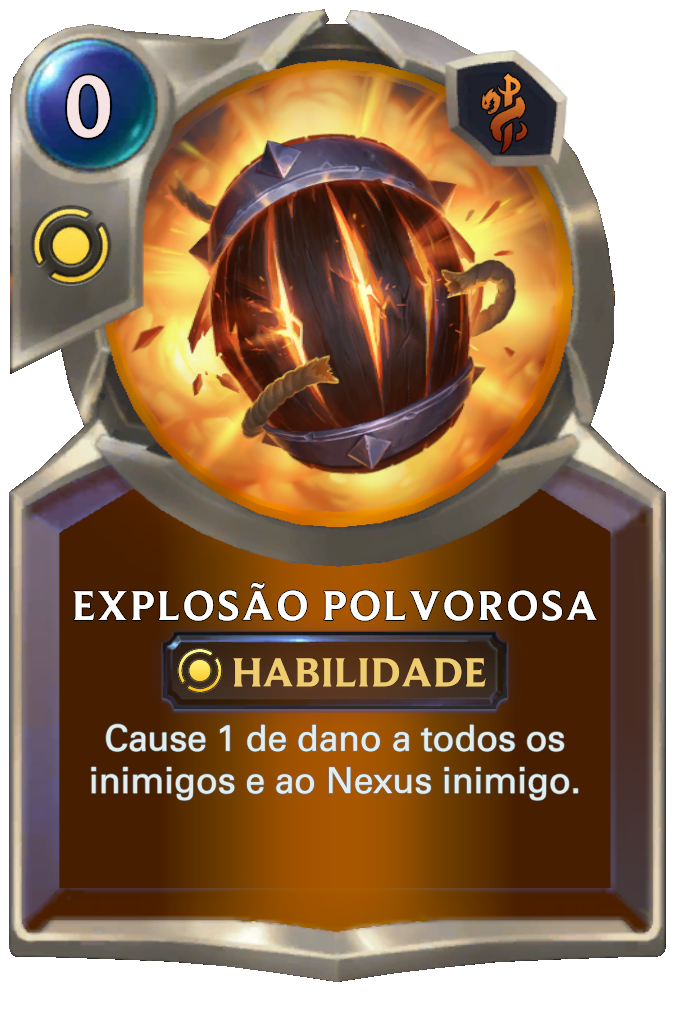 0
EXPLOSÃO POLVOROSA
HABILIDADE
Cause 1 de dano a todos os
inimigos e ao Nexus inimigo.